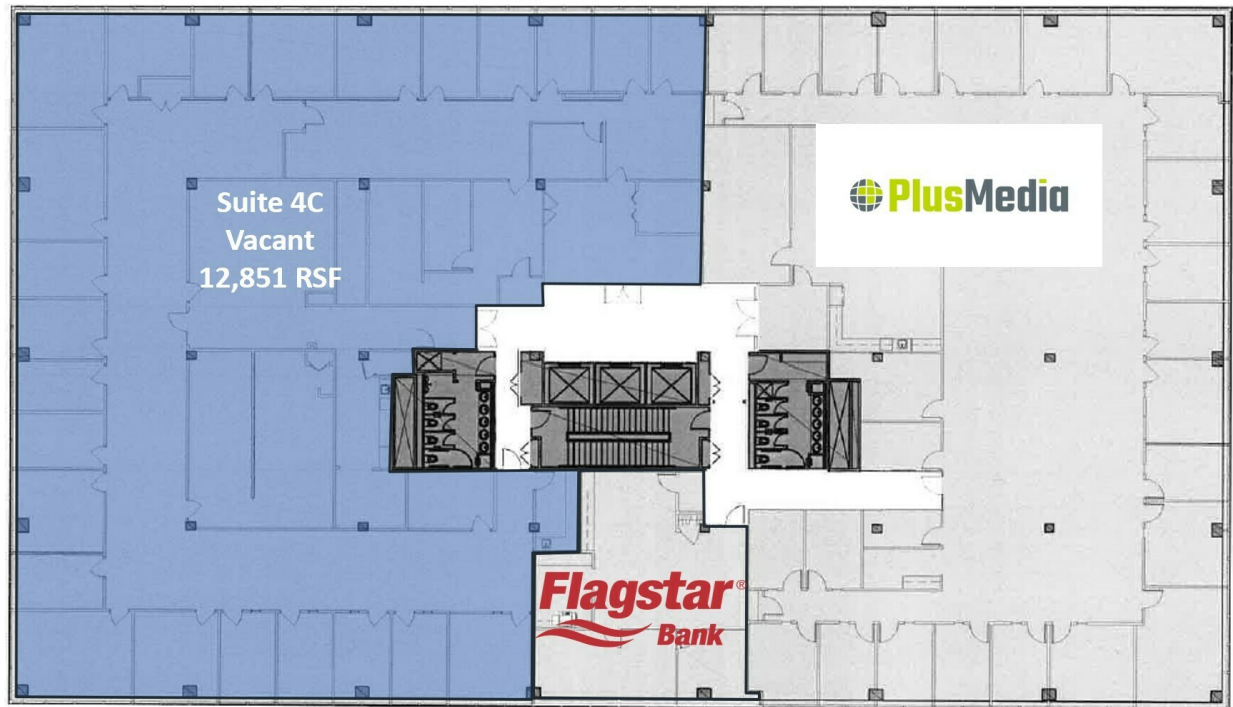 Suite 4C
Vacant
12,851 RSF
PlusMedia
Flagstar®
Bank